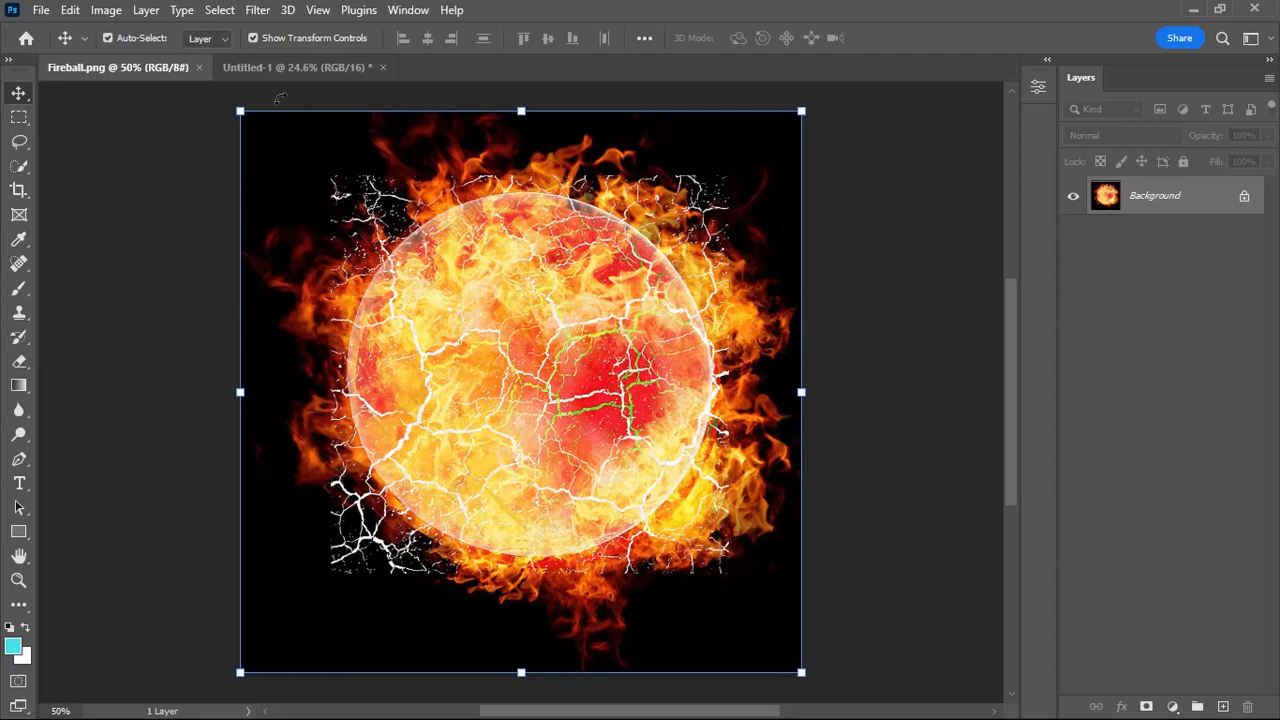 Ps File Edit Image Layer Type Select Filter 3D View Plugins Window Help
Auto-Select: Layer Show Transform Controls 3D Mode: Share
Fireball.png @ 50% (RGB/8#) Untitled-1 @ 24.6% (RGB/16) *
Layers
Kind
Normal Opacity: 100%
Lock: Fill: 100%
Background
T
fx
50% 1 Layer